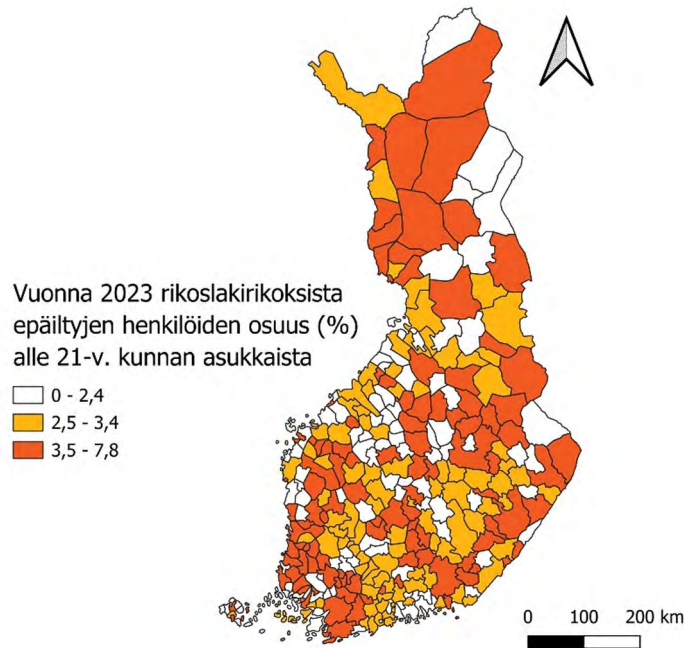 Vuonna 2023 rikoslakirikoksista
epäiltyjen henkilöiden osuus (%)
alle 21-v. kunnan asukkaista
0 - 2,4
2,5 - 3,4
3,5 - 7,8
0 100 200 km